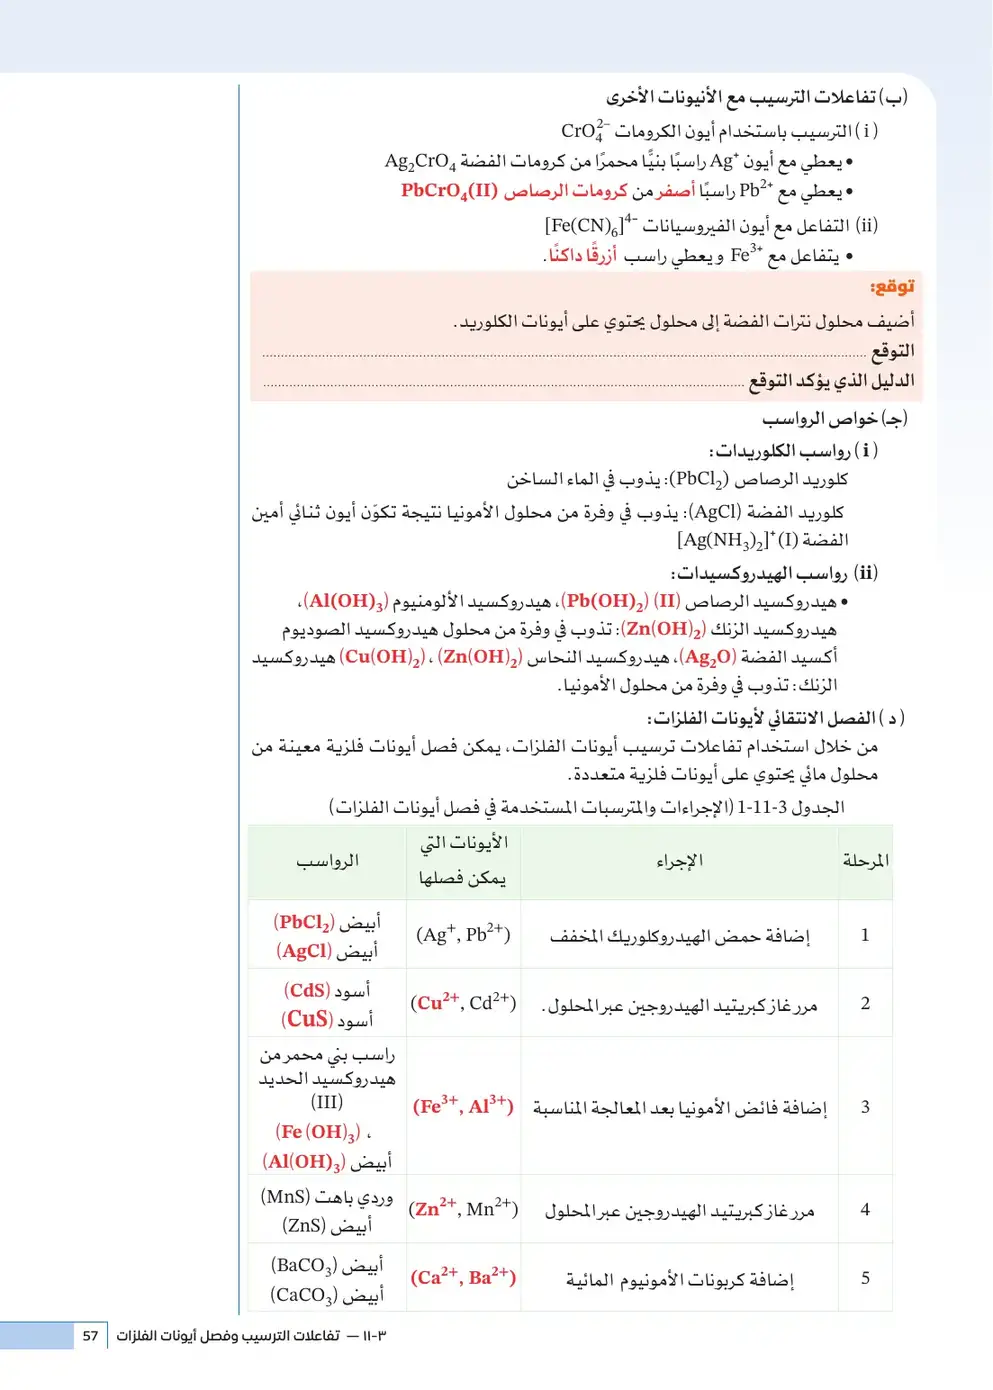 (ب) تفاعلات الترسيب مع الأنيونات الأخرى
( i ) الترسيب باستخدام أيون الكرومات CrO₄²⁻
• يعطي مع أيون Ag⁺ راسبًا بنيًّا محمرًا من كرومات الفضة Ag₂CrO₄
• يعطي مع Pb²⁺ راسبًا أصفر من كرومات الرصاص PbCrO₄(II)
(ii) التفاعل مع أيون الفيروسيانات [Fe(CN)₆]⁴⁻
• يتفاعل مع Fe³⁺ ويعطي راسب أزرقًا داكنًا.
توقع:
أضيف محلول نترات الفضة إلى محلول يحتوي على أيونات الكلوريد.
التوقع ........................................
الدليل الذي يؤكد التوقع ........................................
(جـ) خواص الرواسب
( i ) رواسب الكلوريدات:
كلوريد الرصاص (PbCl₂): يذوب في الماء الساخن
كلوريد الفضة (AgCl): يذوب في وفرة من محلول الأمونيا نتيجة تكوّن أيون ثنائي أمين
الفضة (I) [Ag(NH₃)₂]⁺
(ii) رواسب الهيدروكسيدات:
• هيدروكسيد الرصاص (II) (Pb(OH)₂)، هيدروكسيد الألومنيوم (Al(OH)₃)،
هيدروكسيد الزنك (Zn(OH)₂): تذوب في وفرة من محلول هيدروكسيد الصوديوم
أكسيد الفضة (Ag₂O)، هيدروكسيد النحاس (Zn(OH)₂) ، (Cu(OH)₂) هيدروكسيد
الزنك: تذوب في وفرة من محلول الأمونيا.
( د ) الفصل الانتقائي لأيونات الفلزات:
من خلال استخدام تفاعلات ترسيب أيونات الفلزات، يمكن فصل أيونات فلزية معينة من
محلول مائي يحتوي على أيونات فلزية متعددة.
الجدول 3-11-1 (الإجراءات والمترسبات المستخدمة في فصل أيونات الفلزات)
المرحلة
الإجراء
الأيونات التي
يمكن فصلها
الرواسب
1
إضافة حمض الهيدروكلوريك المخفف
(Ag⁺, Pb²⁺)
أبيض (PbCl₂)
أبيض (AgCl)
2
مرر غاز كبريتيد الهيدروجين عبر المحلول.
(Cu²⁺, Cd²⁺)
أسود (CdS)
أسود (CuS)
3
إضافة فائض الأمونيا بعد المعالجة المناسبة
(Fe³⁺, Al³⁺)
راسب بني محمر من
هيدروكسيد الحديد
(III)
، (Fe (OH)₃)
أبيض (Al(OH)₃)
4
مرر غاز كبريتيد الهيدروجين عبر المحلول
(Zn²⁺, Mn²⁺)
وردي باهت (MnS)
أبيض (ZnS)
5
إضافة كربونات الأمونيوم المائية
(Ca²⁺, Ba²⁺)
أبيض (BaCO₃)
أبيض (CaCO₃)
٣-١١ — تفاعلات الترسيب وفصل أيونات الفلزات 57